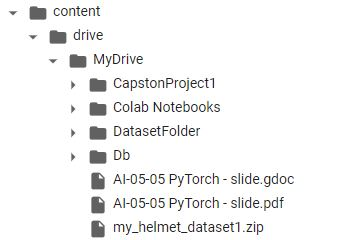 content
drive
MyDrive
CapstonProject1
Colab Notebooks
DatasetFolder
Db
AI-05-05 PyTorch - slide.gdoc
AI-05-05 PyTorch - slide.pdf
my_helmet_dataset1.zip